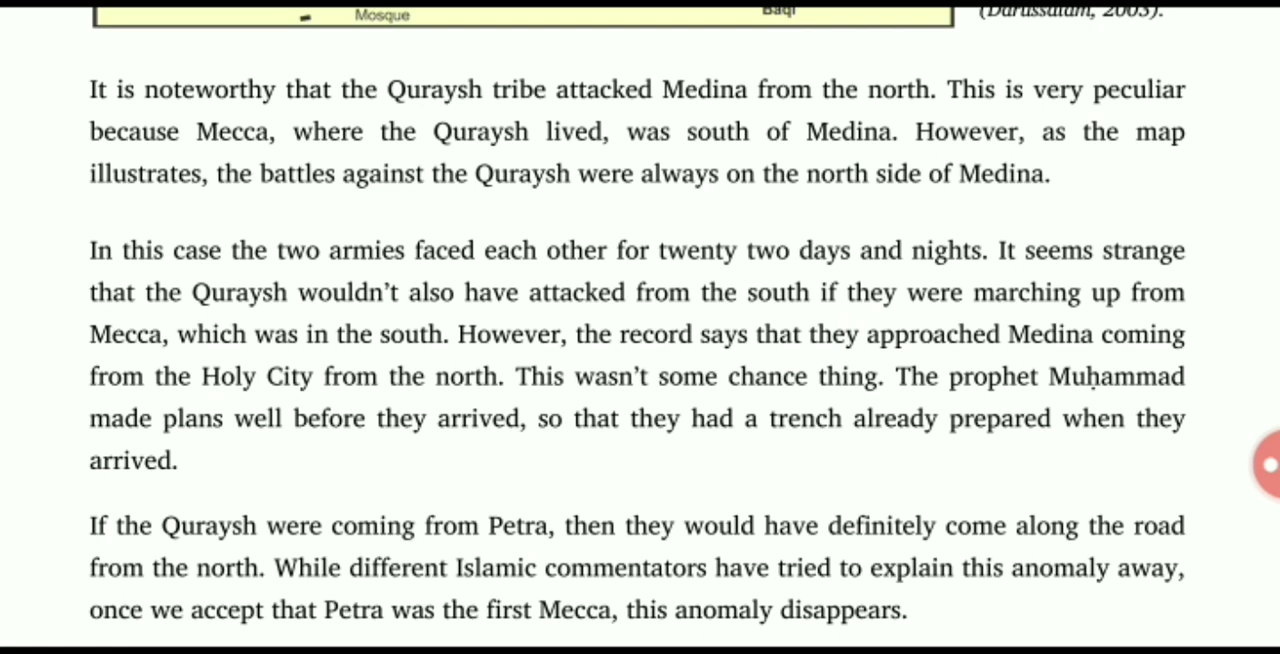 Mosque
Baqi
(Darussalam, 2003).
It is noteworthy that the Quraysh tribe attacked Medina from the north. This is very peculiar
because Mecca, where the Quraysh lived, was south of Medina. However, as the map
illustrates, the battles against the Quraysh were always on the north side of Medina.
In this case the two armies faced each other for twenty two days and nights. It seems strange
that the Quraysh wouldn’t also have attacked from the south if they were marching up from
Mecca, which was in the south. However, the record says that they approached Medina coming
from the Holy City from the north. This wasn’t some chance thing. The prophet Muḥammad
made plans well before they arrived, so that they had a trench already prepared when they
arrived.
If the Quraysh were coming from Petra, then they would have definitely come along the road
from the north. While different Islamic commentators have tried to explain this anomaly away,
once we accept that Petra was the first Mecca, this anomaly disappears.